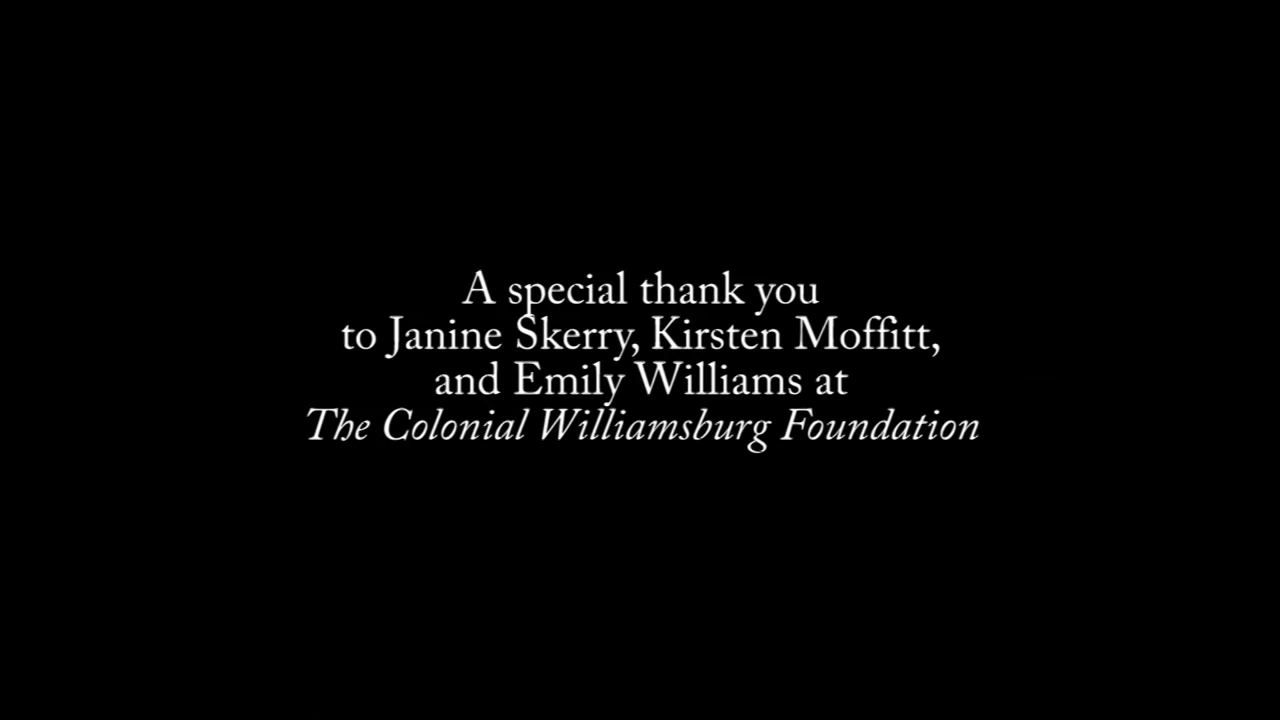 A special thank you
to Janine Skerry, Kirsten Moffitt,
and Emily Williams at
The Colonial Williamsburg Foundation